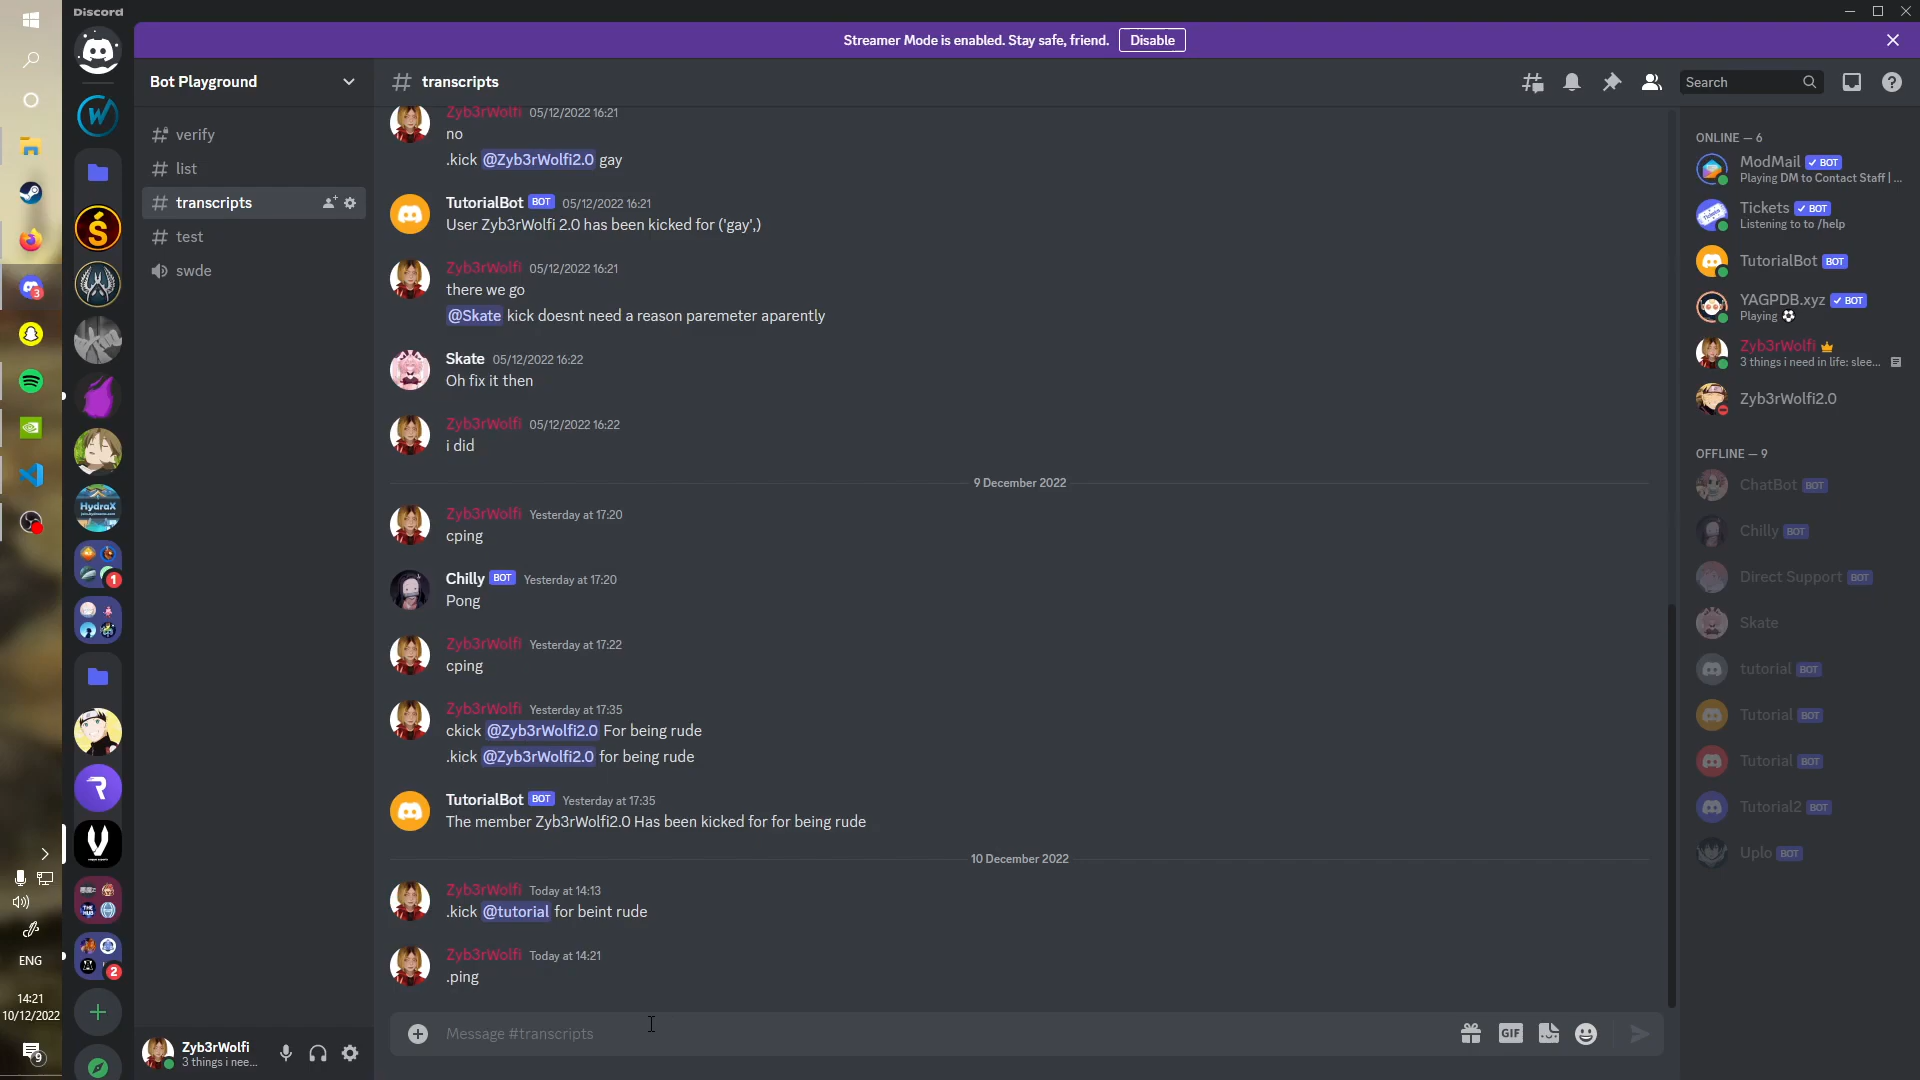 Discord
Streamer Mode is enabled. Stay safe, friend. Disable
Bot Playground
transcripts
Search
verify
list
transcripts
test
swde
Zyb3rWolfi 05/12/2022 16:21
no
.kick @Zyb3rWolfi2.0 gay
TutorialBot BOT 05/12/2022 16:21
User Zyb3rWolfi 2.0 has been kicked for ('gay',)
Zyb3rWolfi 05/12/2022 16:21
there we go
@Skate kick doesnt need a reason paremeter aparently
Skate 05/12/2022 16:22
Oh fix it then
Zyb3rWolfi 05/12/2022 16:22
i did
9 December 2022
Zyb3rWolfi Yesterday at 17:20
cping
Chilly BOT Yesterday at 17:20
Pong
Zyb3rWolfi Yesterday at 17:22
cping
Zyb3rWolfi Yesterday at 17:35
ckick @Zyb3rWolfi2.0 For being rude
.kick @Zyb3rWolfi2.0 for being rude
TutorialBot BOT Yesterday at 17:35
The member Zyb3rWolfi2.0 Has been kicked for for being rude
10 December 2022
Zyb3rWolfi Today at 14:13
.kick @tutorial for beint rude
Zyb3rWolfi Today at 14:21
.ping
Message #transcripts
GIF
ONLINE — 6
ModMail ✓ BOT
Playing DM to Contact Staff | ...
Tickets ✓ BOT
Listening to to /help
TutorialBot BOT
YAGPDB.xyz ✓ BOT
Playing ⚽
Zyb3rWolfi
3 things i need in life: slee...
Zyb3rWolfi2.0
OFFLINE — 9
ChatBot BOT
Chilly BOT
Direct Support BOT
Skate
tutorial BOT
Tutorial BOT
Tutorial BOT
Tutorial2 BOT
Uplo BOT
Zyb3rWolfi
3 things i nee...
HydraX
3
1
2
ENG
14:21
10/12/2022
9